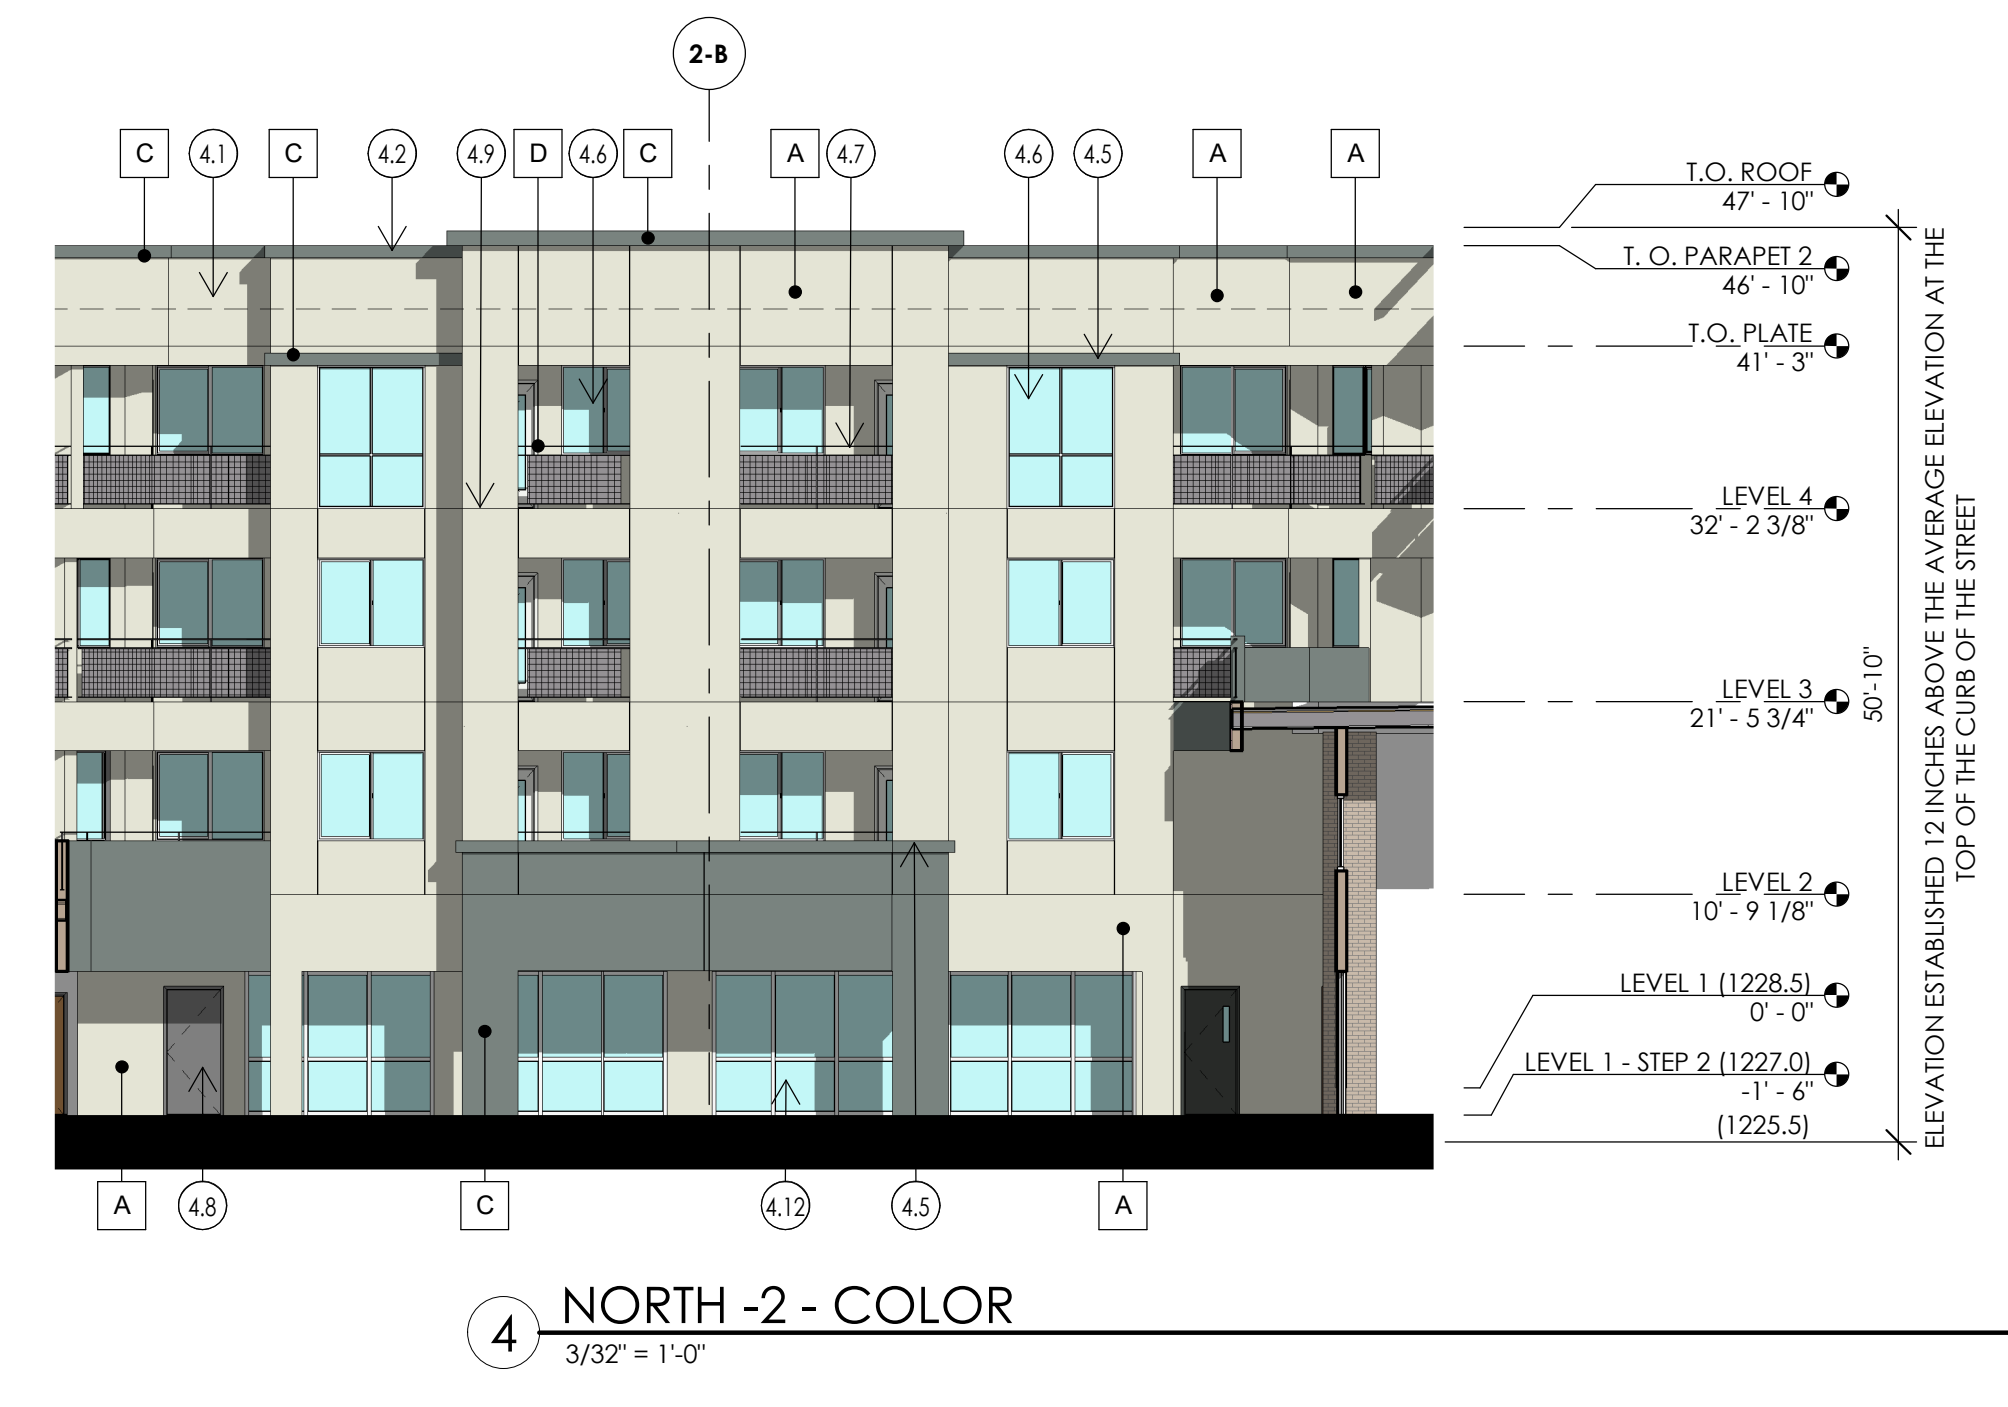 2-B
C 4.1 C 4.2 4.9 D 4.6 C A 4.7 4.6 4.5 A A
T.O. ROOF
47' - 10"
T. O. PARAPET 2
46' - 10"
T.O. PLATE
41' - 3"
LEVEL 4
32' - 2 3/8"
LEVEL 3
21' - 5 3/4"
LEVEL 2
10' - 9 1/8"
LEVEL 1 (1228.5)
0' - 0"
LEVEL 1 - STEP 2 (1227.0)
-1' - 6"
(1225.5)
50'-10"
ELEVATION ESTABLISHED 12 INCHES ABOVE THE AVERAGE ELEVATION AT THE
TOP OF THE CURB OF THE STREET
A 4.8 C 4.12 4.5 A
4 NORTH -2 - COLOR
3/32" = 1'-0"